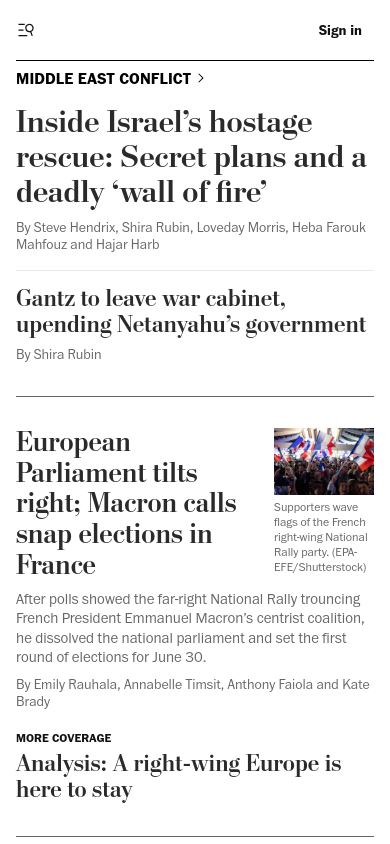 Sign in
MIDDLE EAST CONFLICT
Inside Israel’s hostage
rescue: Secret plans and a
deadly ‘wall of fire’
By Steve Hendrix, Shira Rubin, Loveday Morris, Heba Farouk
Mahfouz and Hajar Harb
Gantz to leave war cabinet,
upending Netanyahu’s government
By Shira Rubin
European
Parliament tilts
right; Macron calls
snap elections in
France
Supporters wave
flags of the French
right-wing National
Rally party. (EPA-
EFE/Shutterstock)
After polls showed the far-right National Rally trouncing
French President Emmanuel Macron’s centrist coalition,
he dissolved the national parliament and set the first
round of elections for June 30.
By Emily Rauhala, Annabelle Timsit, Anthony Faiola and Kate
Brady
MORE COVERAGE
Analysis: A right-wing Europe is
here to stay